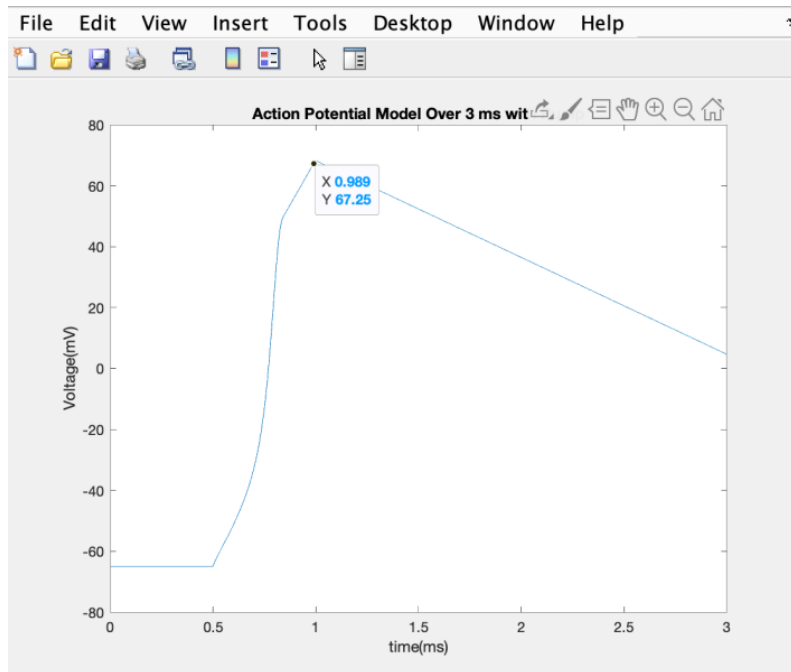 File Edit View Insert Tools Desktop Window Help
Action Potential Model Over 3 ms wit
80
60
40
20
0
-20
-40
-60
-80
Voltage(mV)
X 0.989
Y 67.25
0 0.5 1 1.5 2 2.5 3
time(ms)